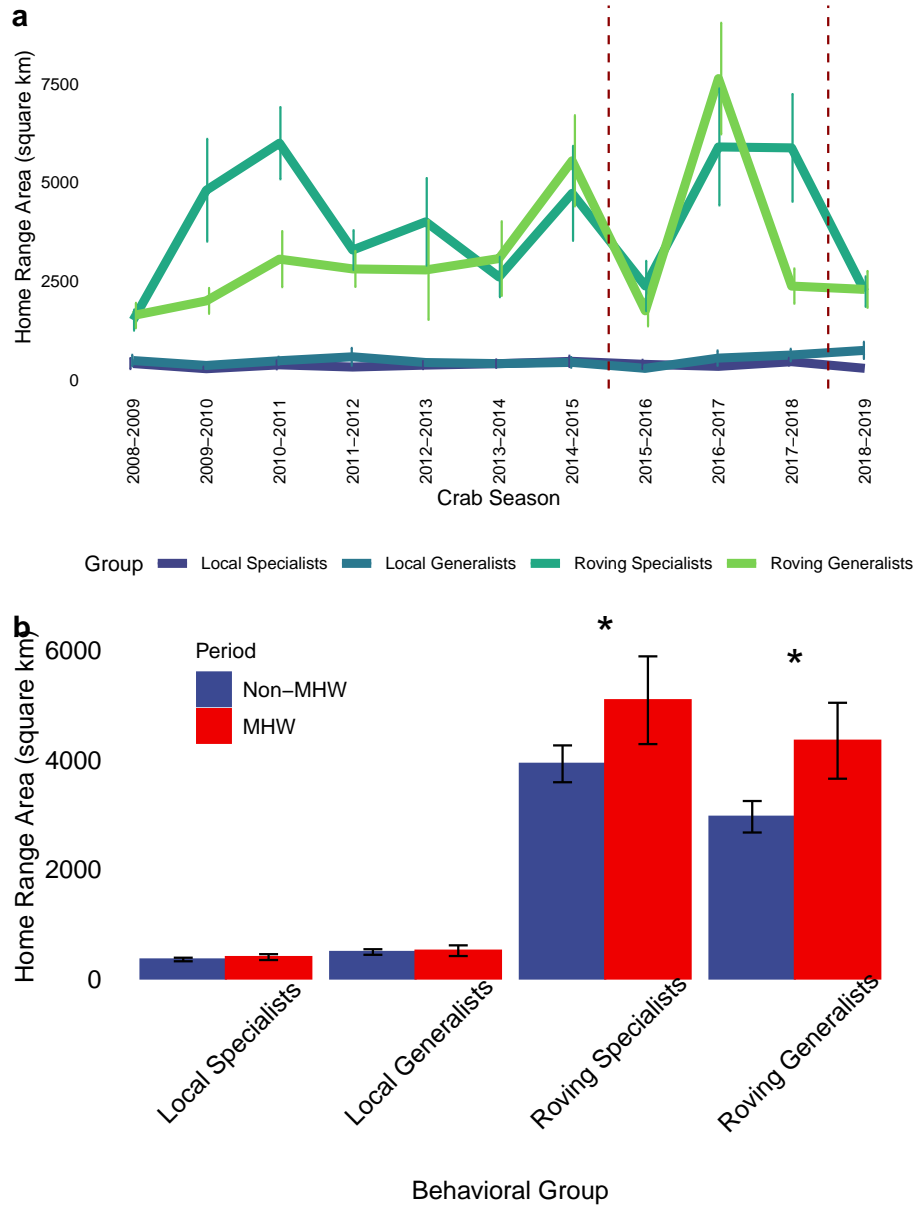 a
Home Range Area (square km)
7500
5000
2500
0
2008−2009
2009−2010
2010−2011
2011−2012
2012−2013
2013−2014
2014−2015
2015−2016
2016−2017
2017−2018
2018−2019
Crab Season
Group Local Specialists Local Generalists Roving Specialists Roving Generalists
b
Home Range Area (square km)
6000
4000
2000
0
Period
Non−MHW
MHW
*
*
Local Specialists
Local Generalists
Roving Specialists
Roving Generalists
Behavioral Group